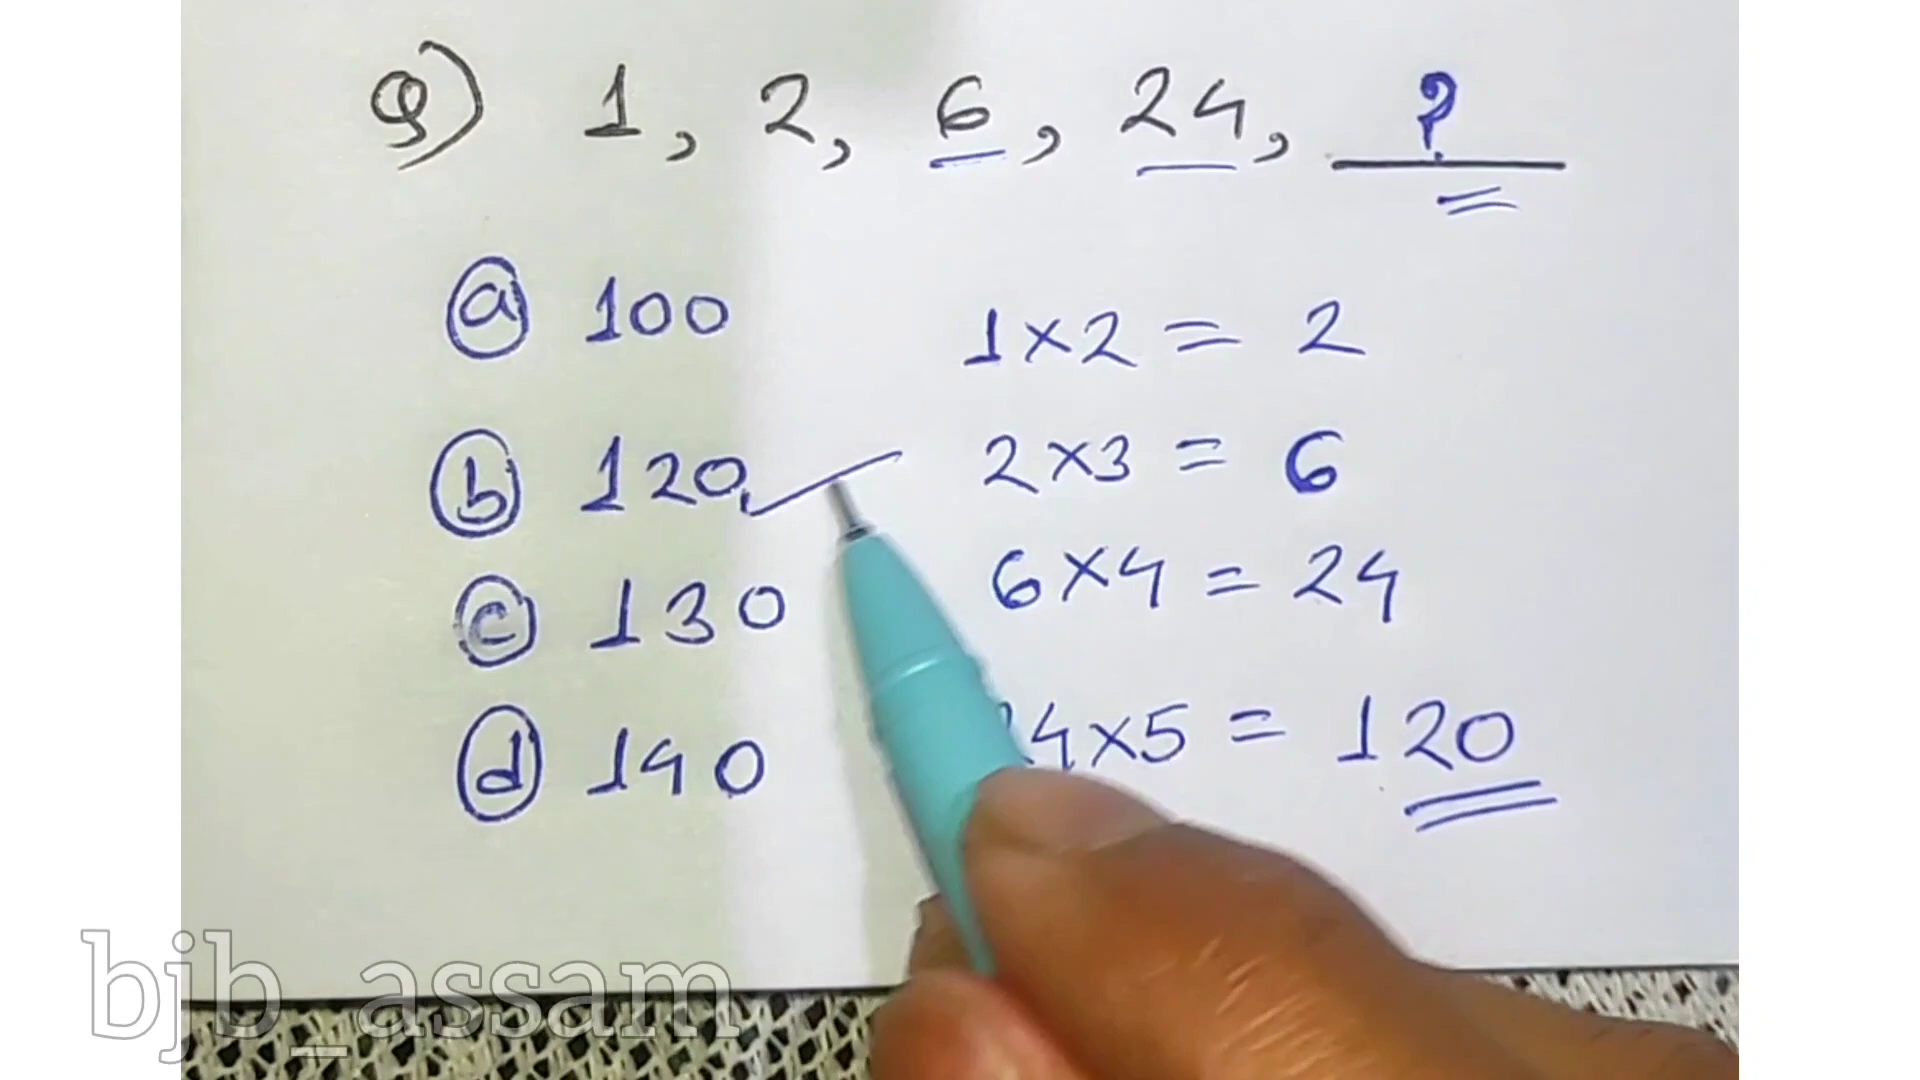 Q) 1, 2, 6, 24, ?
(a) 100
(b) 120
(c) 130
(d) 140
1×2 = 2
2×3 = 6
6×4 = 24
4×5 = 120
bjb_assam